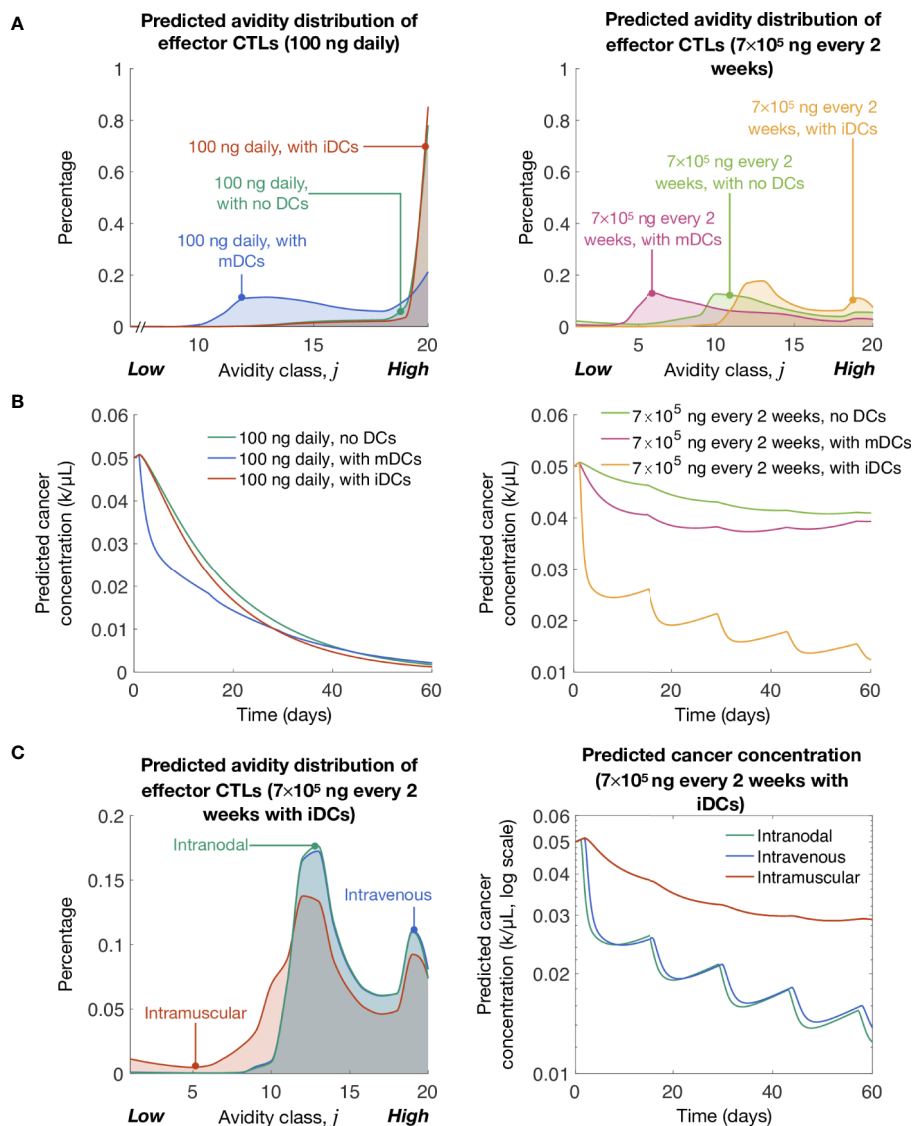 A
Predicted avidity distribution of
effector CTLs (100 ng daily)
Percentage
1
0.8
0.6
0.4
0.2
0
100 ng daily, with iDCs
100 ng daily,
with no DCs
100 ng daily, with
mDCs
10
15
20
Low
Avidity class, j
High
Predicted avidity distribution of
effector CTLs (7×10⁵ ng every 2
weeks)
Percentage
1
0.8
0.6
0.4
0.2
0
7×10⁵ ng every 2
weeks, with iDCs
7×10⁵ ng every 2
weeks, with no DCs
7×10⁵ ng every 2
weeks, with mDCs
5
10
15
20
Low
Avidity class, j
High
B
Predicted cancer
concentration (k/µL)
0.06
0.05
0.04
0.03
0.02
0.01
0
100 ng daily, no DCs
100 ng daily, with mDCs
100 ng daily, with iDCs
0
20
40
60
Time (days)
Predicted cancer
concentration (k/µL)
0.06
0.05
0.04
0.03
0.02
0.01
7×10⁵ ng every 2 weeks, no DCs
7×10⁵ ng every 2 weeks, with mDCs
7×10⁵ ng every 2 weeks, with iDCs
0
20
40
60
Time (days)
C
Predicted avidity distribution of
effector CTLs (7×10⁵ ng every 2
weeks with iDCs)
Percentage
0.2
0.15
0.1
0.05
0
Intranodal
Intravenous
Intramuscular
5
10
15
20
Low
Avidity class, j
High
Predicted cancer concentration
(7×10⁵ ng every 2 weeks with
iDCs)
Predicted cancer
concentration (k/µL, log scale)
0.06
0.05
0.04
0.03
0.02
0.01
Intranodal
Intravenous
Intramuscular
0
20
40
60
Time (days)